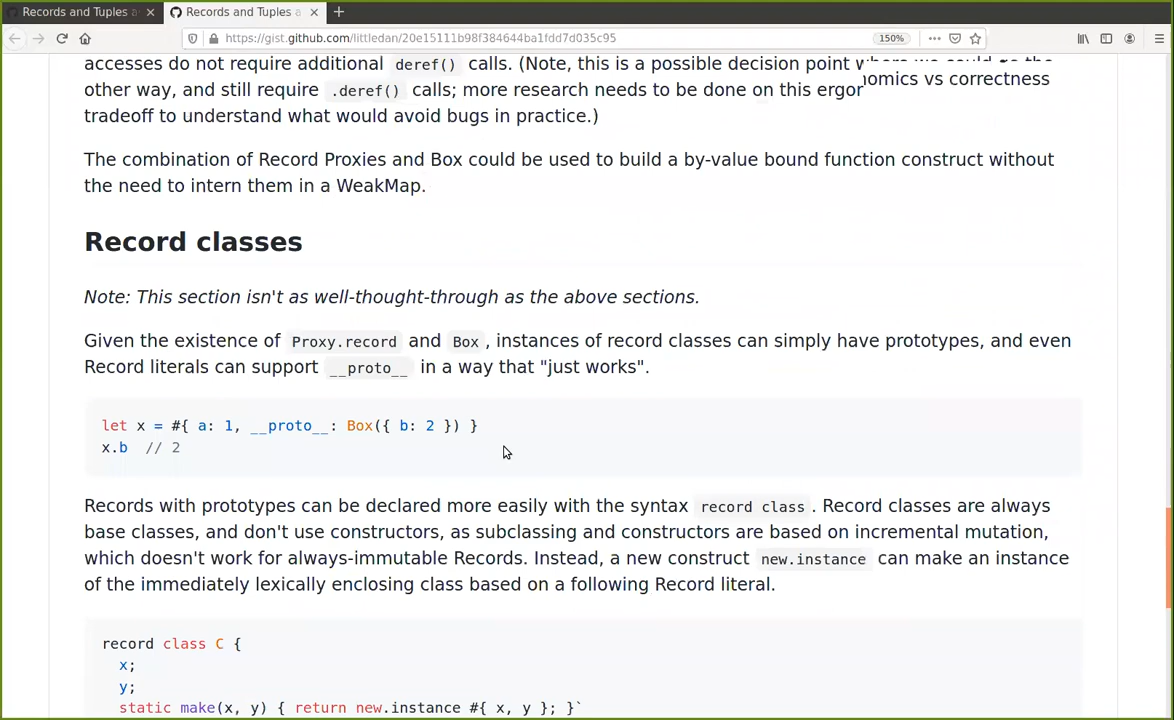 Records and Tuples a
Records and Tuples a
https://gist.github.com/littledan/20e15111b98f384644ba1fdd7d035c95
150%
accesses do not require additional deref() calls. (Note, this is a possible decision point
other way, and still require .deref() calls; more research needs to be done on this ergonomics vs correctness
tradeoff to understand what would avoid bugs in practice.)
The combination of Record Proxies and Box could be used to build a by-value bound function construct without
the need to intern them in a WeakMap.
Record classes
Note: This section isn't as well-thought-through as the above sections.
Given the existence of Proxy.record and Box, instances of record classes can simply have prototypes, and even
Record literals can support __proto__ in a way that "just works".
let x = #{ a: 1, __proto__: Box({ b: 2 }) }
x.b // 2
Records with prototypes can be declared more easily with the syntax record class. Record classes are always
base classes, and don't use constructors, as subclassing and constructors are based on incremental mutation,
which doesn't work for always-immutable Records. Instead, a new construct new.instance can make an instance
of the immediately lexically enclosing class based on a following Record literal.
record class C {
x;
y;
static make(x, y) { return new.instance #{ x, y }; }`